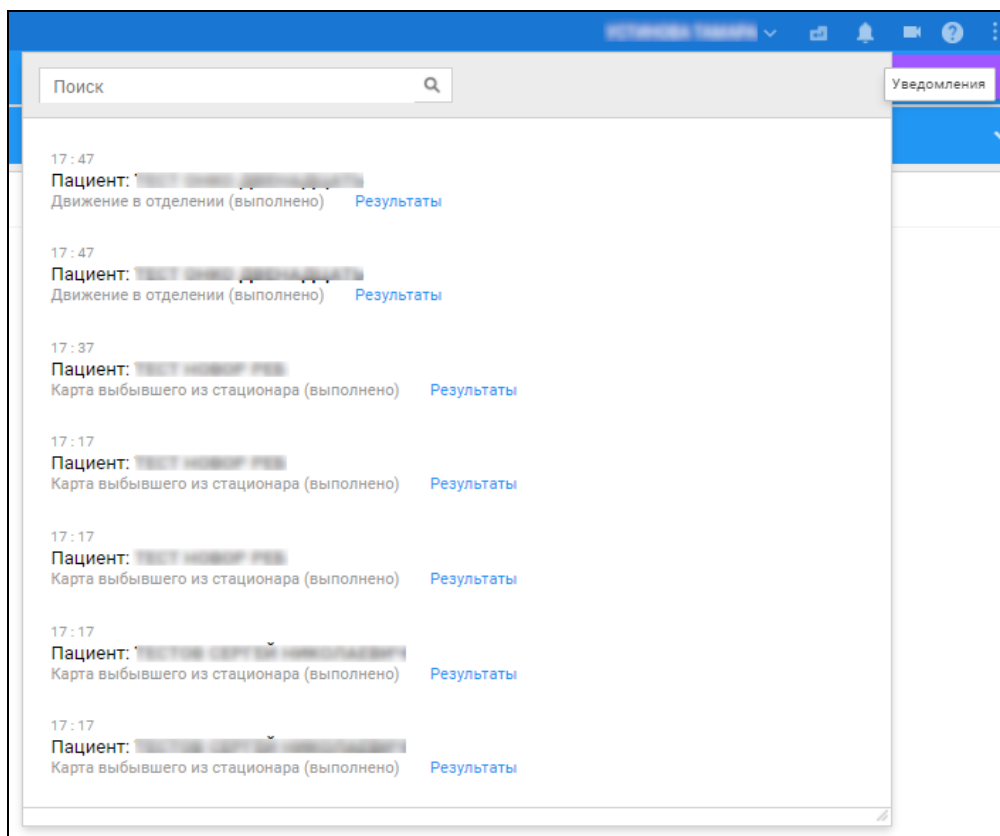 Поиск
Уведомления
17:47
Пациент:
Движение в отделении (выполнено) Результаты
17:47
Пациент:
Движение в отделении (выполнено) Результаты
17:37
Пациент:
Карта выбывшего из стационара (выполнено) Результаты
17:17
Пациент:
Карта выбывшего из стационара (выполнено) Результаты
17:17
Пациент:
Карта выбывшего из стационара (выполнено) Результаты
17:17
Пациент:
Карта выбывшего из стационара (выполнено) Результаты
17:17
Пациент:
Карта выбывшего из стационара (выполнено) Результаты